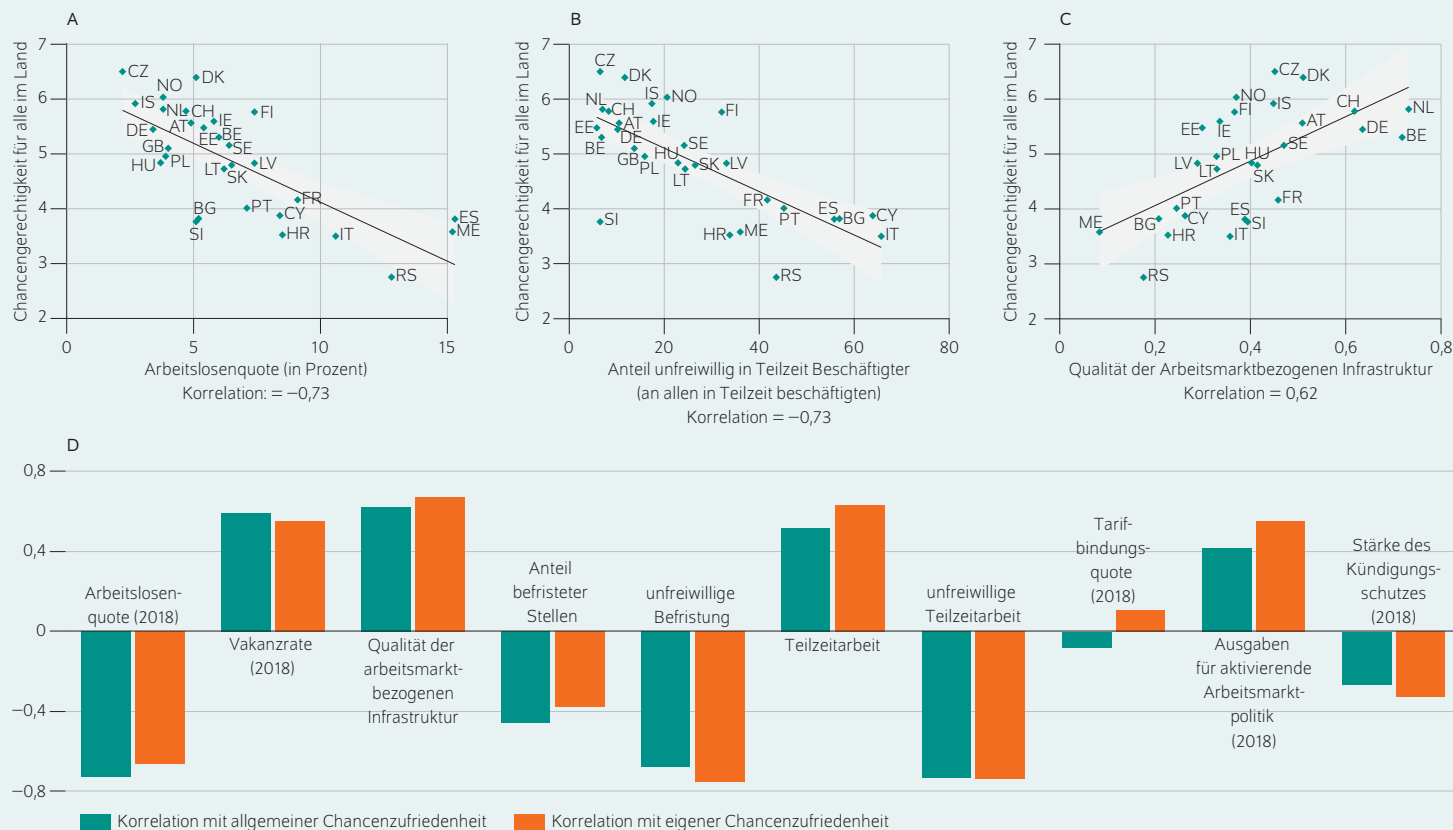 A
Chancengerechtigkeit für alle im Land
7
6
5
4
3
2
CZ
NO
DK
IS
NL
CH
FI
AT
IE
DE
EE
BE
GB
SE
HU
PL
LT
SK
LV
BG
SI
PT
FR
CY
HR
IT
ES
ME
RS
0
5
10
15
Arbeitslosenquote (in Prozent)
Korrelation: = −0,73
B
Chancengerechtigkeit für alle im Land
7
6
5
4
3
2
CZ
DK
IS
NO
NL
CH
FI
EE
AT
IE
BE
DE
SE
GB
HU
PL
LT
SK
LV
SI
FR
PT
ES
BG
CY
HR
ME
IT
RS
0
20
40
60
80
Anteil unfreiwillig in Teilzeit Beschäftigter
(an allen in Teilzeit beschäftigten)
Korrelation = −0,73
C
Chancengerechtigkeit für alle im Land
7
6
5
4
3
2
CZ
DK
NO
IS
FI
CH
NL
EE
IE
AT
DE
BE
SE
LV
PL
HU
LT
SK
PT
FR
ME
BG
CY
ES
SI
HR
IT
RS
0
0,2
0,4
0,6
0,8
Qualität der Arbeitsmarktbezogenen Infrastruktur
Korrelation = 0,62
D
0,8
0,4
0
−0,4
−0,8
Arbeitslosen-
quote (2018)
Vakanzrate
(2018)
Qualität der
arbeitsmarkt-
bezogenen
Infrastruktur
Anteil
befristeter
Stellen
unfreiwillige
Befristung
Teilzeitarbeit
unfreiwillige
Teilzeitarbeit
Tarif-
bindungs-
quote
(2018)
Ausgaben
für aktivierende
Arbeitsmarkt-
politik
(2018)
Stärke des
Kündigungs-
schutzes
(2018)
Korrelation mit allgemeiner Chancenzufriedenheit
Korrelation mit eigener Chancenzufriedenheit